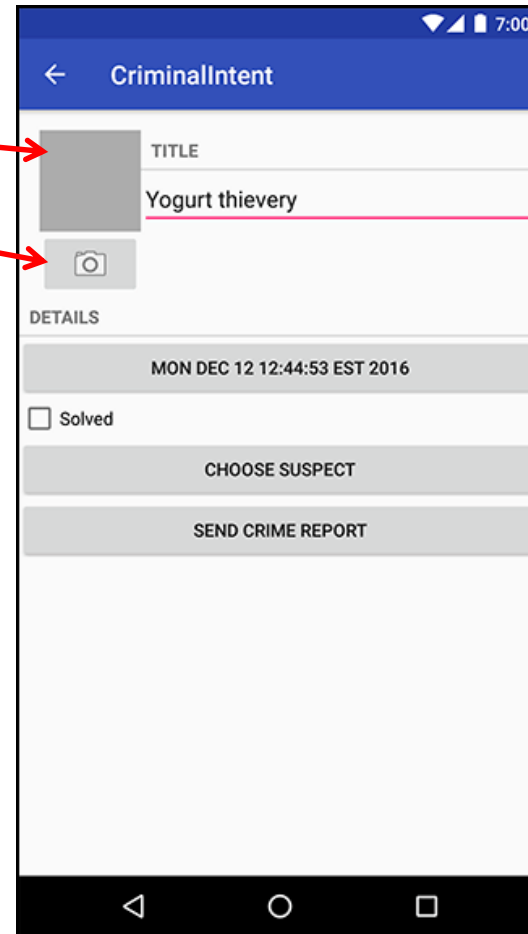 7:00
CriminalIntent
TITLE
Yogurt thievery
DETAILS
MON DEC 12 12:44:53 EST 2016
Solved
CHOOSE SUSPECT
SEND CRIME REPORT